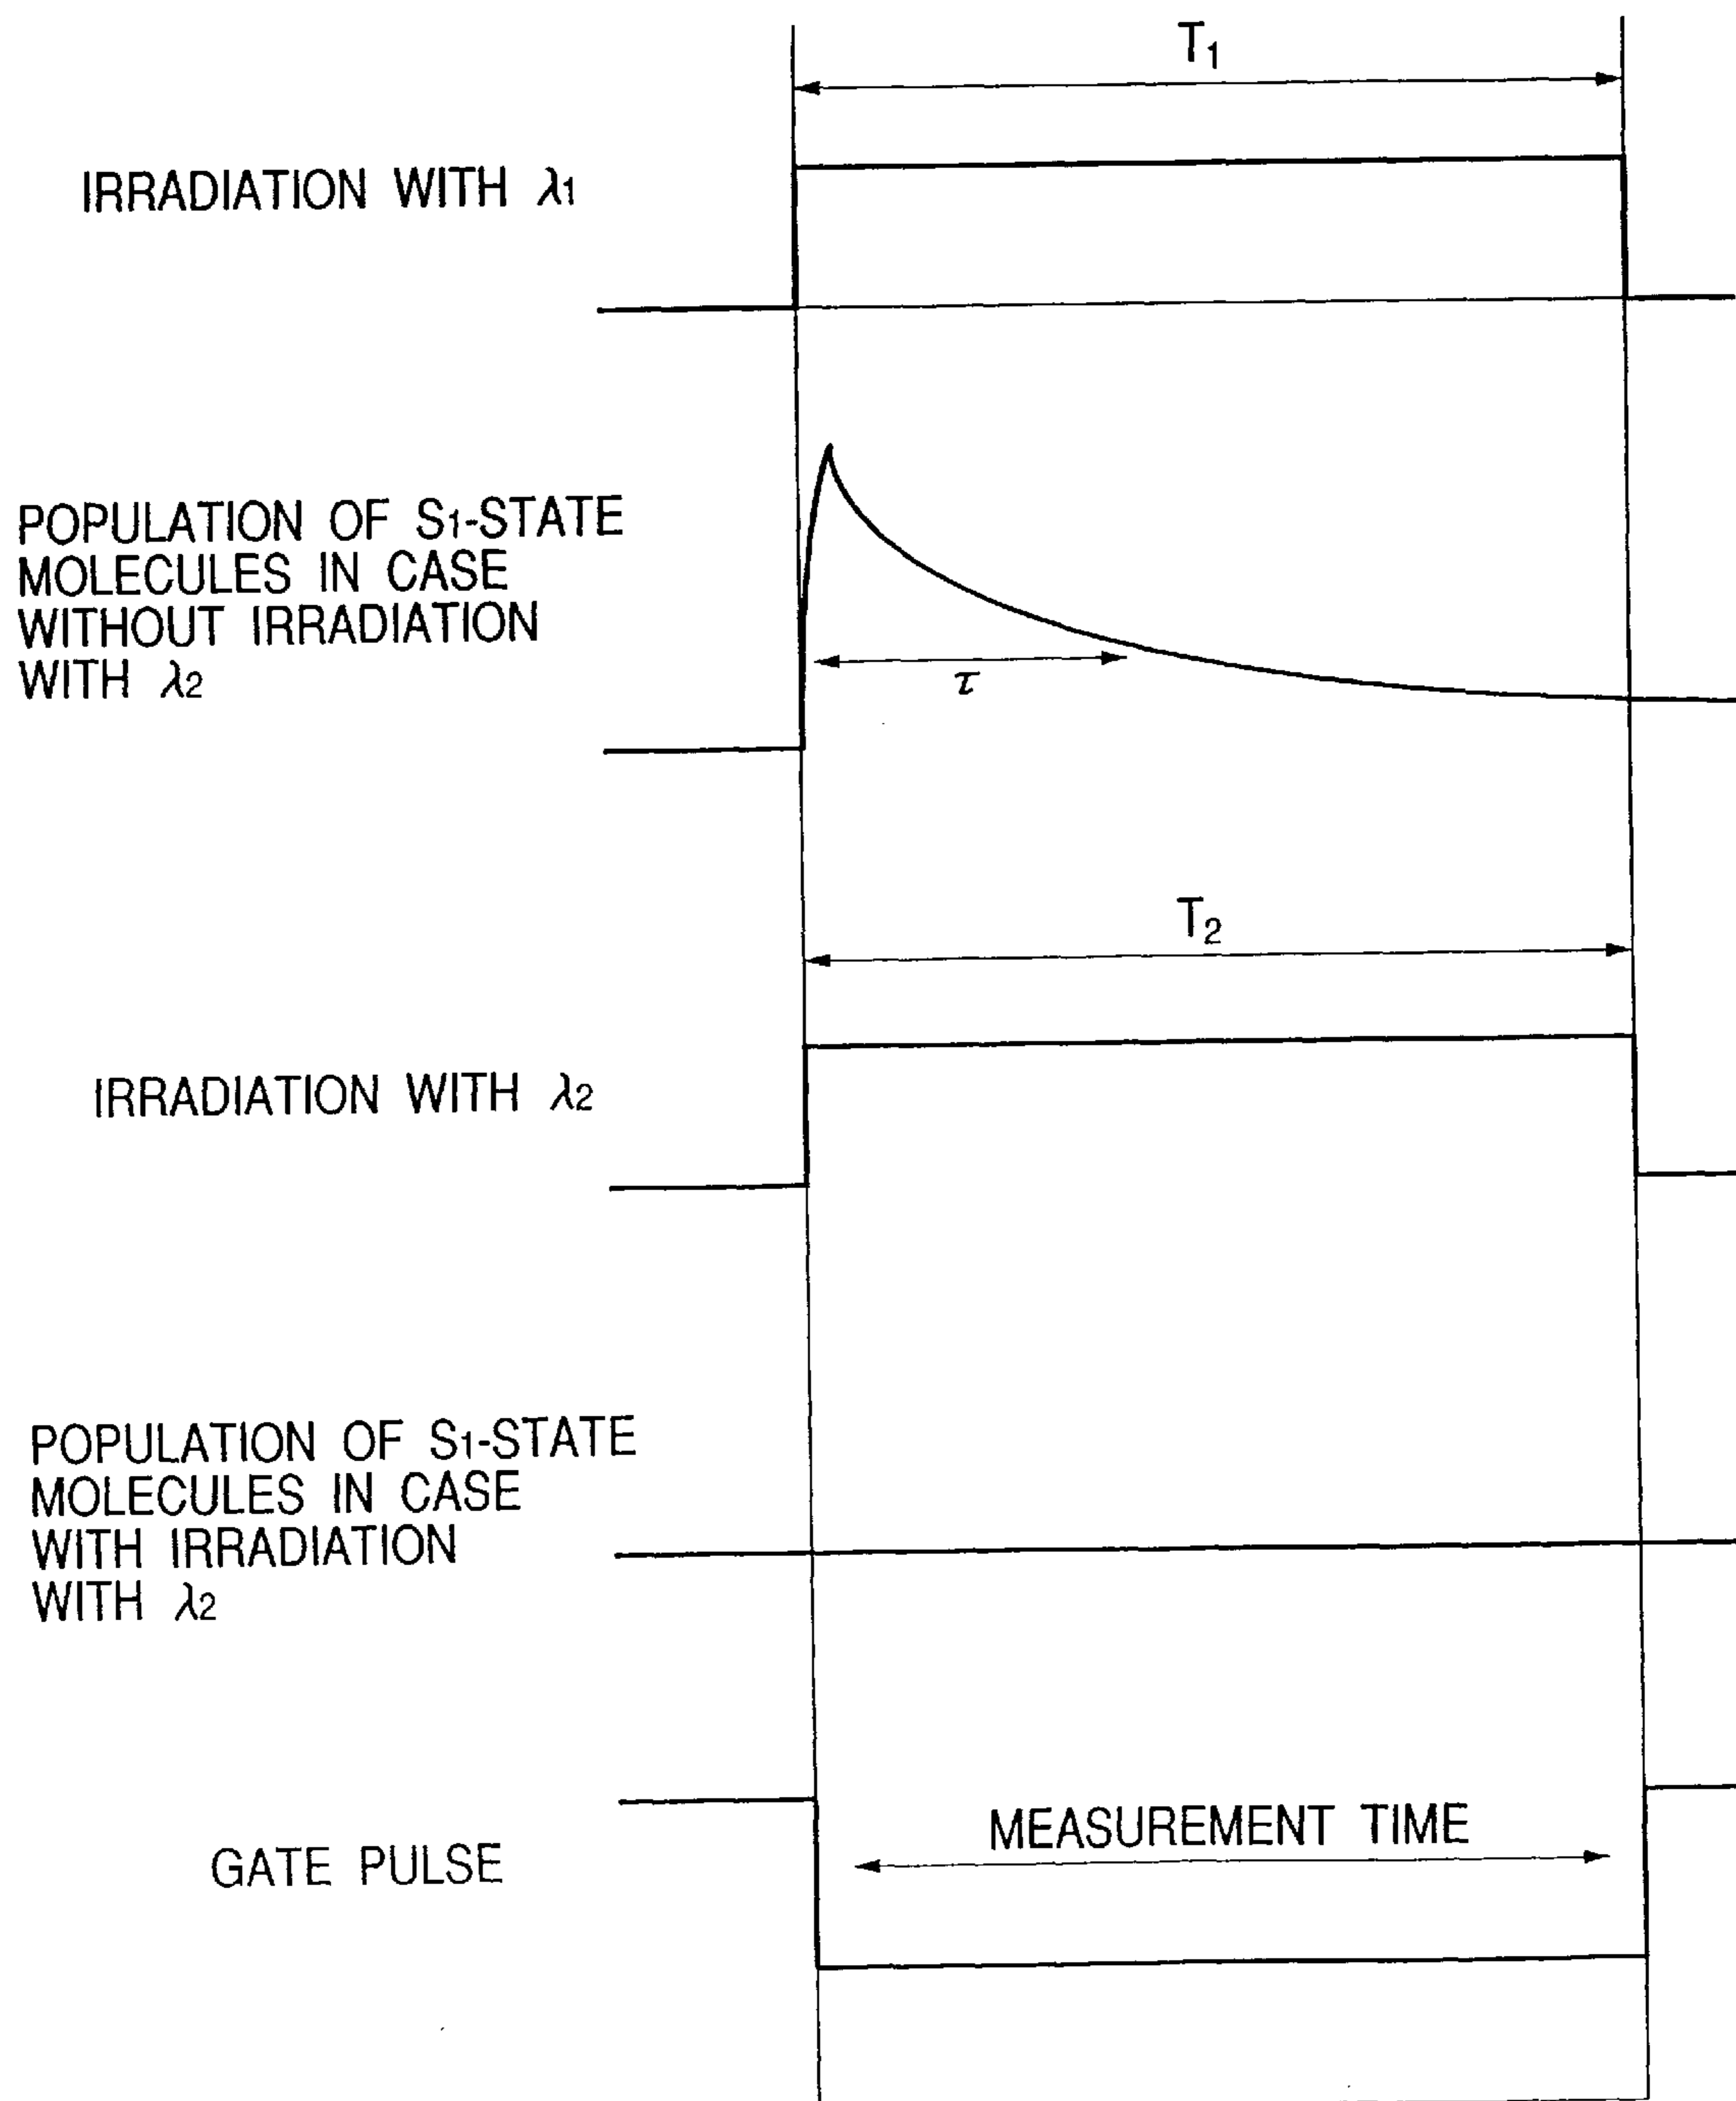 T₁
IRRADIATION WITH λ₁
POPULATION OF S₁-STATE
MOLECULES IN CASE
WITHOUT IRRADIATION
WITH λ₂
τ
T₂
IRRADIATION WITH λ₂
POPULATION OF S₁-STATE
MOLECULES IN CASE
WITH IRRADIATION
WITH λ₂
MEASUREMENT TIME
GATE PULSE